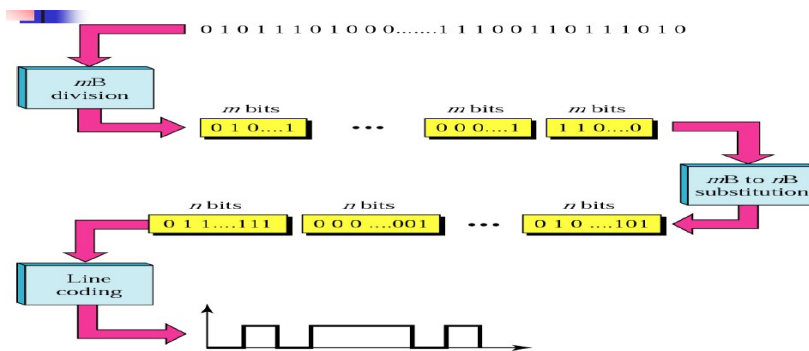 0 1 0 1 1 1 0 1 0 0 0 ...... 1 1 1 0 0 1 1 0 1 1 1 0 1 0
mB
division
m bits m bits m bits
0 1 0....1 ... 0 0 0....1 1 1 0....0
mB to nB
substitution
n bits n bits n bits
0 1 1....111 0 0 0 ....001 ... 0 1 0 ....101
Line
coding